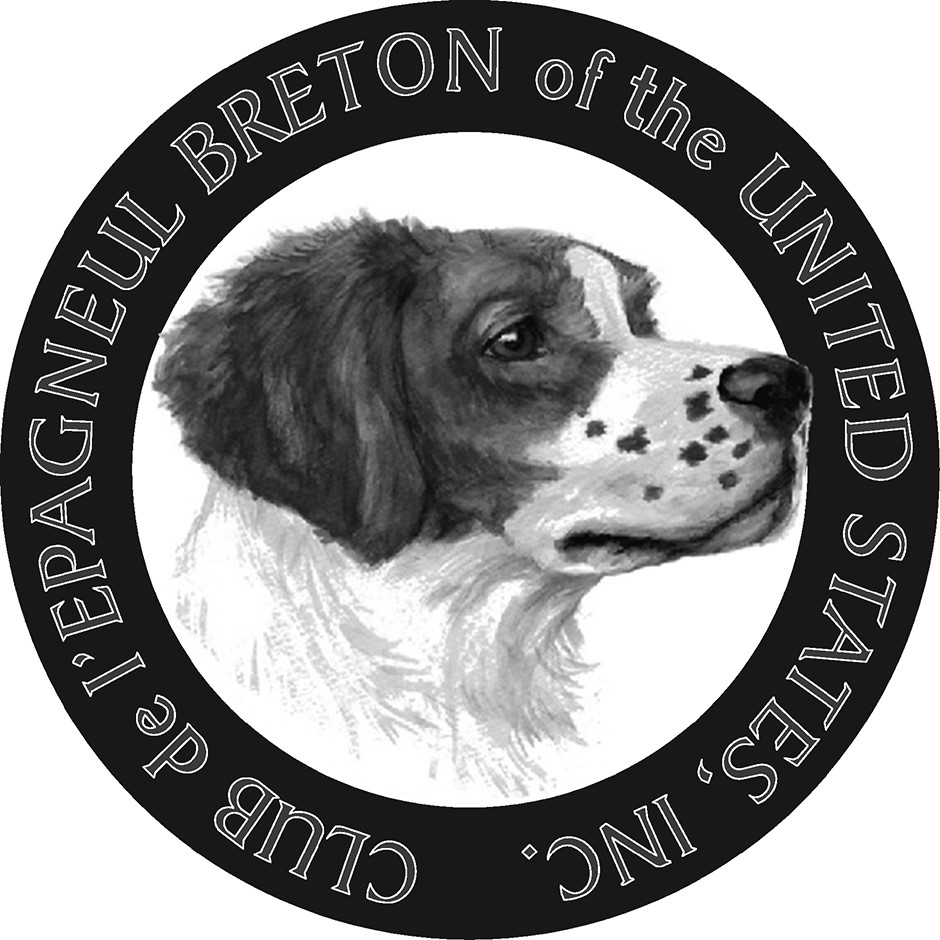 CLUB de l'EPAGNEUL BRETON of the UNITED STATES, INC.